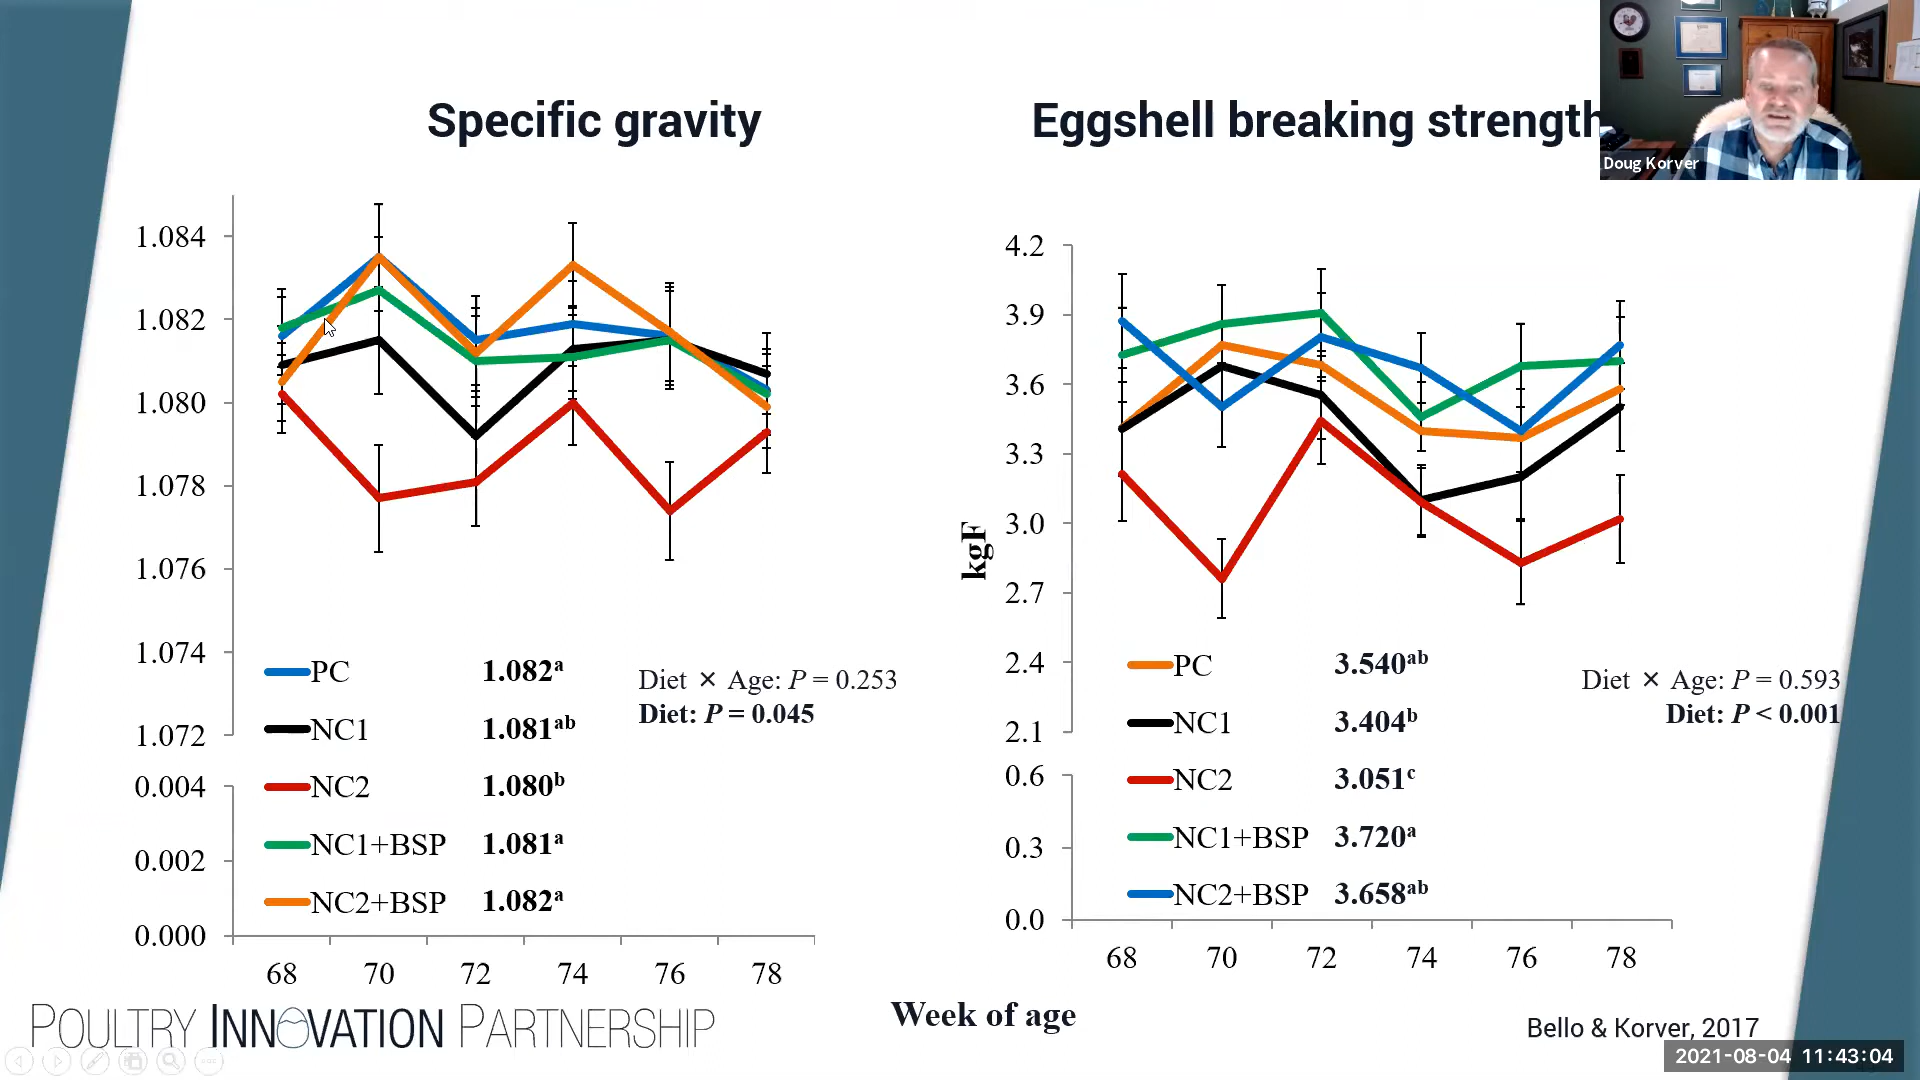 Specific gravity
1.084
1.082
1.080
1.078
1.076
1.074
1.072
0.004
0.002
0.000
PC 1.082ᵃ
NC1 1.081ᵃᵇ
NC2 1.080ᵇ
NC1+BSP 1.081ᵃ
NC2+BSP 1.082ᵃ
Diet × Age: P = 0.253
Diet: P = 0.045
68 70 72 74 76 78
Eggshell breaking strength
Doug Korver
kgF
4.2
3.9
3.6
3.3
3.0
2.7
2.4
2.1
0.6
0.3
0.0
PC 3.540ᵃᵇ
NC1 3.404ᵇ
NC2 3.051ᶜ
NC1+BSP 3.720ᵃ
NC2+BSP 3.658ᵃᵇ
Diet × Age: P = 0.593
Diet: P < 0.001
68 70 72 74 76 78
Week of age
POULTRY INNOVATION PARTNERSHIP
Bello & Korver, 2017
2021-08-04 11:43:04